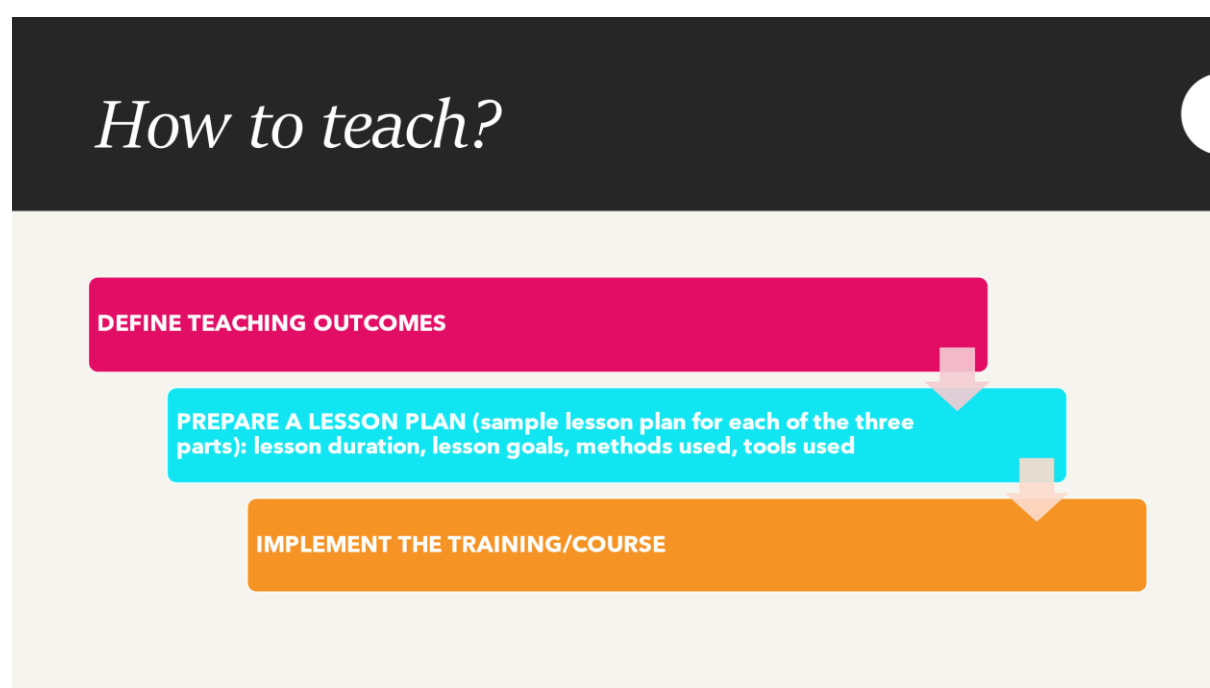 How to teach?
DEFINE TEACHING OUTCOMES
PREPARE A LESSON PLAN (sample lesson plan for each of the three
parts): lesson duration, lesson goals, methods used, tools used
IMPLEMENT THE TRAINING/COURSE